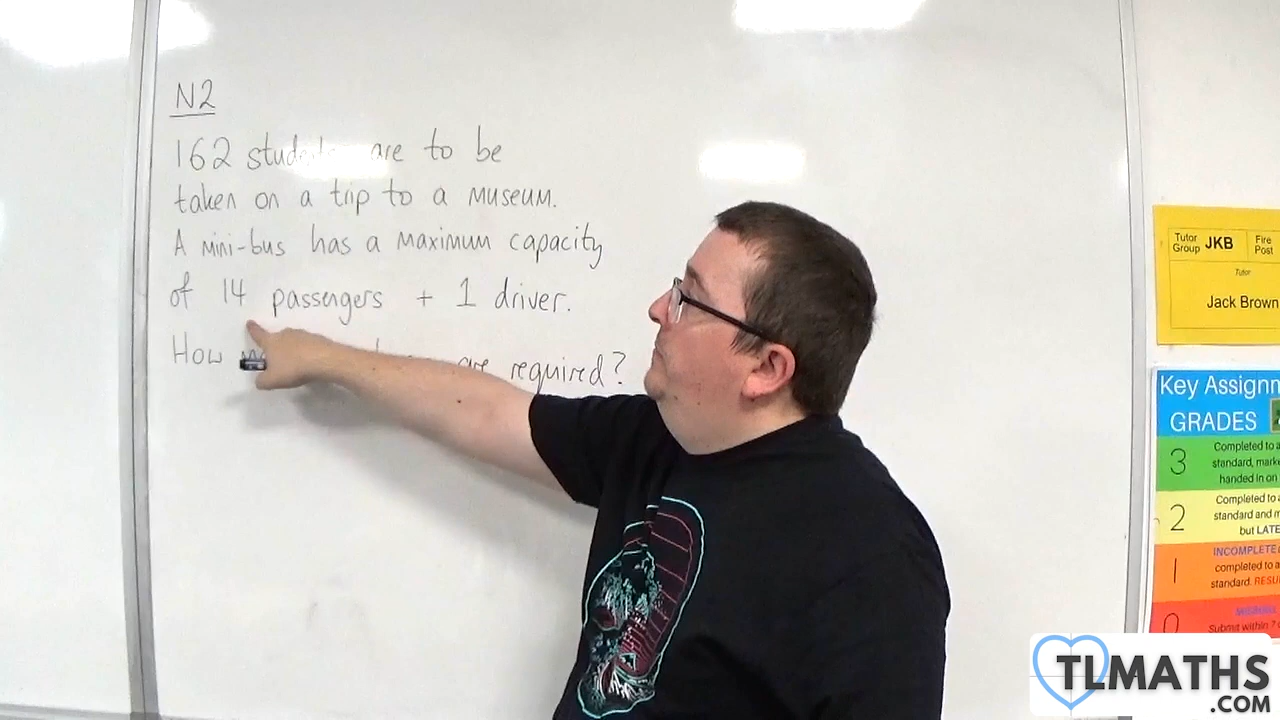 N2
162 students are to be
taken on a trip to a museum.
A mini-bus has a maximum capacity
of 14 passengers + 1 driver.
How are required?
Tutor Group JKB Fire Post
Tutor
Jack Brown
Key Assignm
GRADES
3 Completed to a
standard, marke
handed in on
2 Completed to a
standard and m
but LATE
1 INCOMPLETE
completed to a
standard. RESU
0
Submit within ?
TLMATHS
.COM